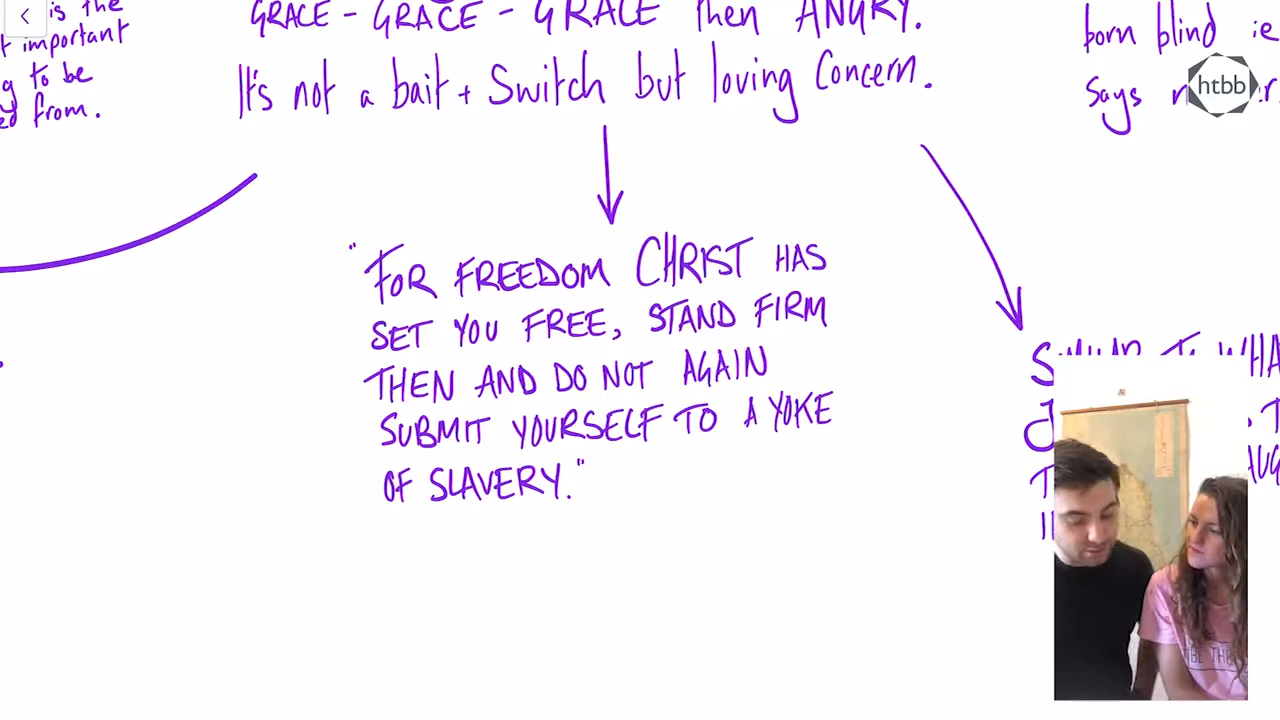 is the
important
to be
from.
GRACE - GRACE - GRACE then ANGRY.
It's not a bait + Switch but loving Concern.
born blind ie
says
htbb
"FOR FREEDOM CHRIST HAS
SET YOU FREE, STAND FIRM
THEN AND DO NOT AGAIN
SUBMIT YOURSELF TO A YOKE
OF SLAVERY."
BE THE